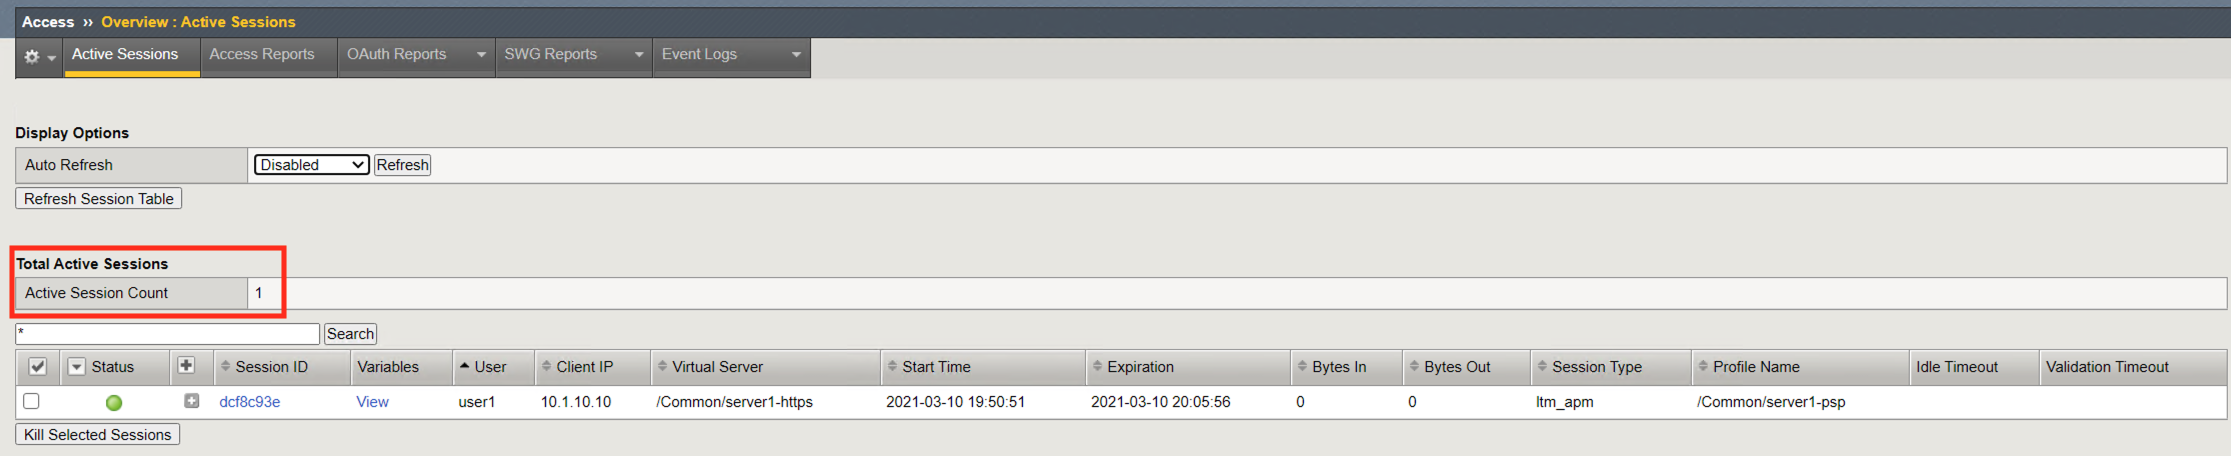 Access ›› Overview : Active Sessions
Active Sessions Access Reports OAuth Reports SWG Reports Event Logs
Display Options
Auto Refresh Disabled Refresh
Refresh Session Table
Total Active Sessions
Active Session Count 1
* Search
Status Session ID Variables User Client IP Virtual Server Start Time Expiration Bytes In Bytes Out Session Type Profile Name Idle Timeout Validation Timeout
dcf8c93e View user1 10.1.10.10 /Common/server1-https 2021-03-10 19:50:51 2021-03-10 20:05:56 0 0 ltm_apm /Common/server1-psp
Kill Selected Sessions